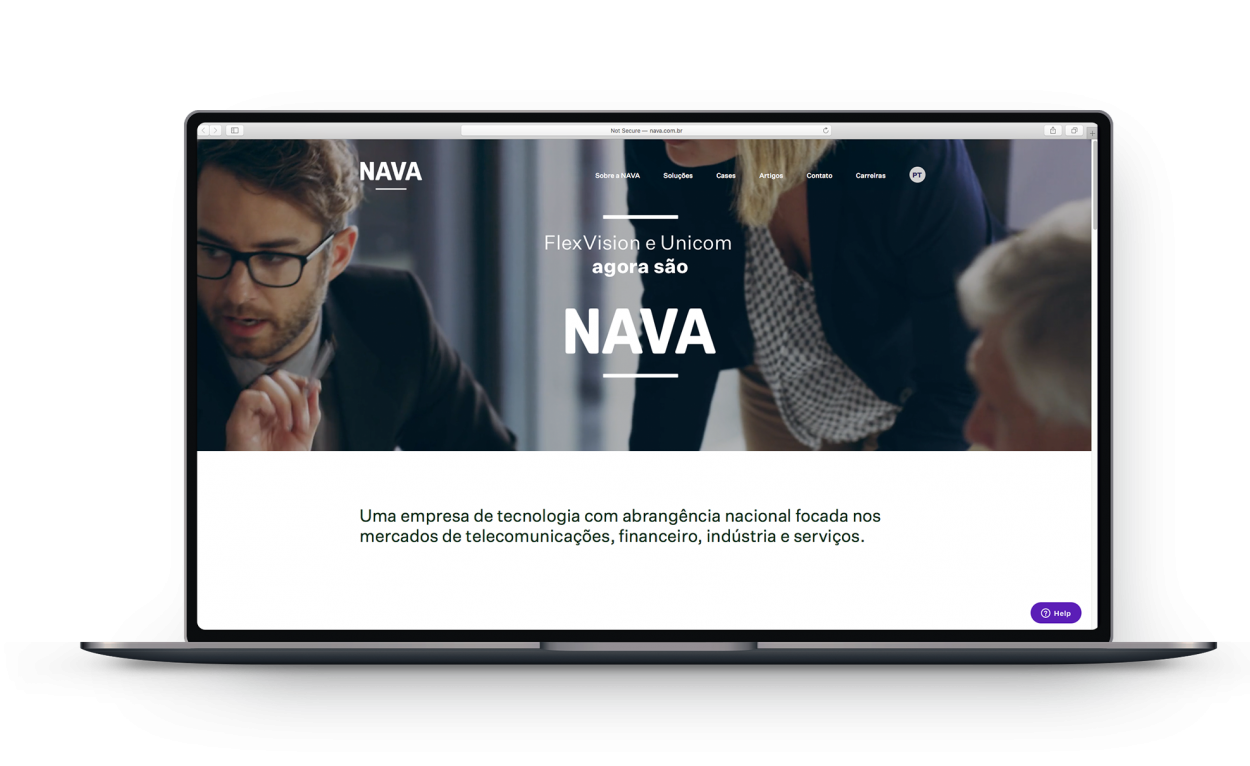 Not Secure — nava.com.br
NAVA
Sobre a NAVA Soluções Cases Artigos Contato Carreiras PT
FlexVision e Unicom
agora são
NAVA
Uma empresa de tecnologia com abrangência nacional focada nos
mercados de telecomunicações, financeiro, indústria e serviços.
Help